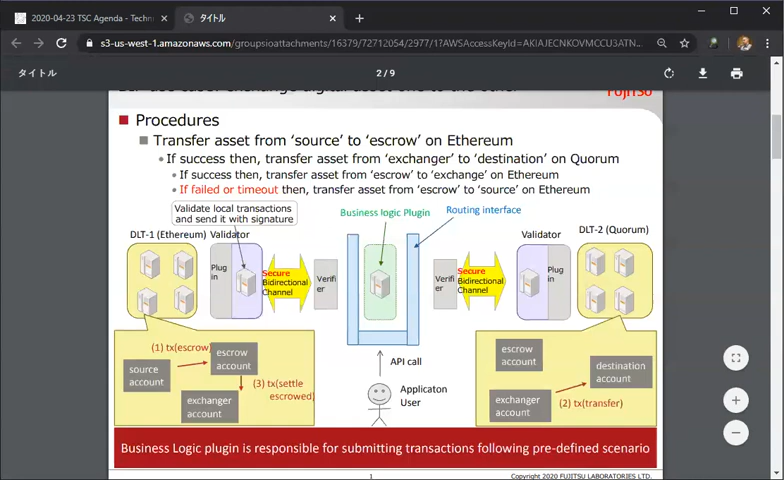 2020-04-23 TSC Agenda - Techni
タイトル
s3-us-west-1.amazonaws.com/groupsioattachments/16379/72712054/2977/1?AWSAccessKeyId=AKIAJECNKOVMCCU3ATN...
タイトル
2/9
FUJITSU
Procedures
Transfer asset from 'source' to 'escrow' on Ethereum
If success then, transfer asset from 'exchanger' to 'destination' on Quorum
If success then, transfer asset from 'escrow' to 'exchange' on Ethereum
If failed or timeout then, transfer asset from 'escrow' to 'source' on Ethereum
Validate local transactions
and send it with signature
Business logic Plugin
Routing interface
DLT-1 (Ethereum)
Validator
Validator
DLT-2 (Quorum)
Plug
in
Secure
Bidirectional
Channel
Verifi
er
Verifi
er
Secure
Bidirectional
Channel
Plug
in
(1) tx(escrow)
source
account
escrow
account
(3) tx(settle
escrowed)
exchanger
account
API call
Applicaton
User
escrow
account
destination
account
exchanger
account
(2) tx(transfer)
Business Logic plugin is responsible for submitting transactions following pre-defined scenario
1
Copyright 2020 FUJITSU LABORATORIES LTD.